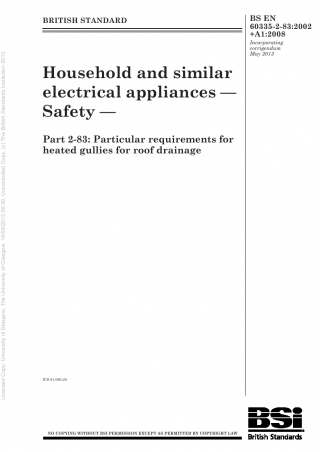 BRITISH STANDARD
BS EN
60335-2-83:2002
+A1:2008
Incorporating
corrigendum
May 2013
Household and similar
electrical appliances —
Safety —
Part 2-83: Particular requirements for
heated gullies for roof drainage
NO COPYING WITHOUT BSI PERMISSION EXCEPT AS PERMITTED BY COPYRIGHT LAW
BSi
British Standards